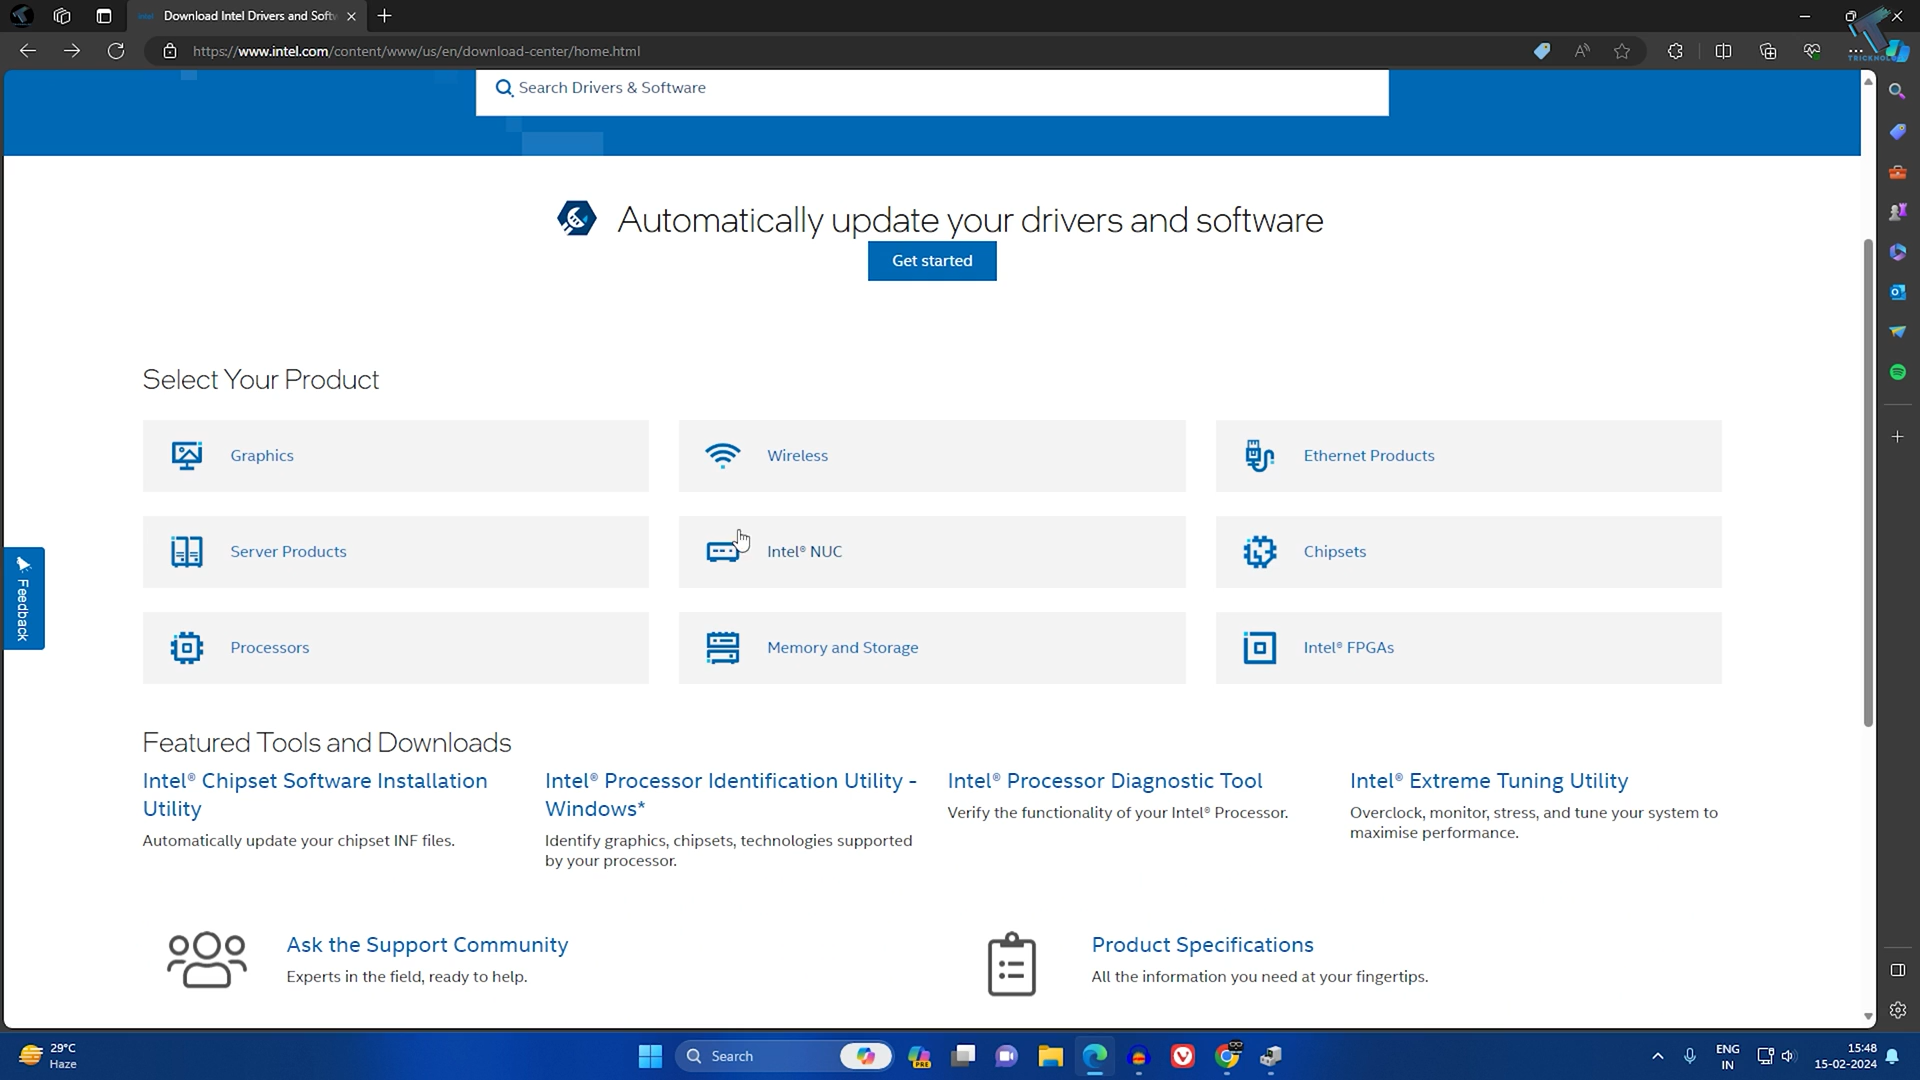 Download Intel Drivers and Softw
https://www.intel.com/content/www/us/en/download-center/home.html
Search Drivers & Software
Automatically update your drivers and software
Get started
Select Your Product
Graphics
Wireless
Ethernet Products
Server Products
Intel® NUC
Chipsets
Processors
Memory and Storage
Intel® FPGAs
Feedback
Featured Tools and Downloads
Intel® Chipset Software Installation
Utility
Automatically update your chipset INF files.
Intel® Processor Identification Utility -
Windows*
Identify graphics, chipsets, technologies supported
by your processor.
Intel® Processor Diagnostic Tool
Verify the functionality of your Intel® Processor.
Intel® Extreme Tuning Utility
Overclock, monitor, stress, and tune your system to
maximise performance.
Ask the Support Community
Experts in the field, ready to help.
Product Specifications
All the information you need at your fingertips.
29°C
Haze
Search
PRE
ENG
IN
15:48
15-02-2024